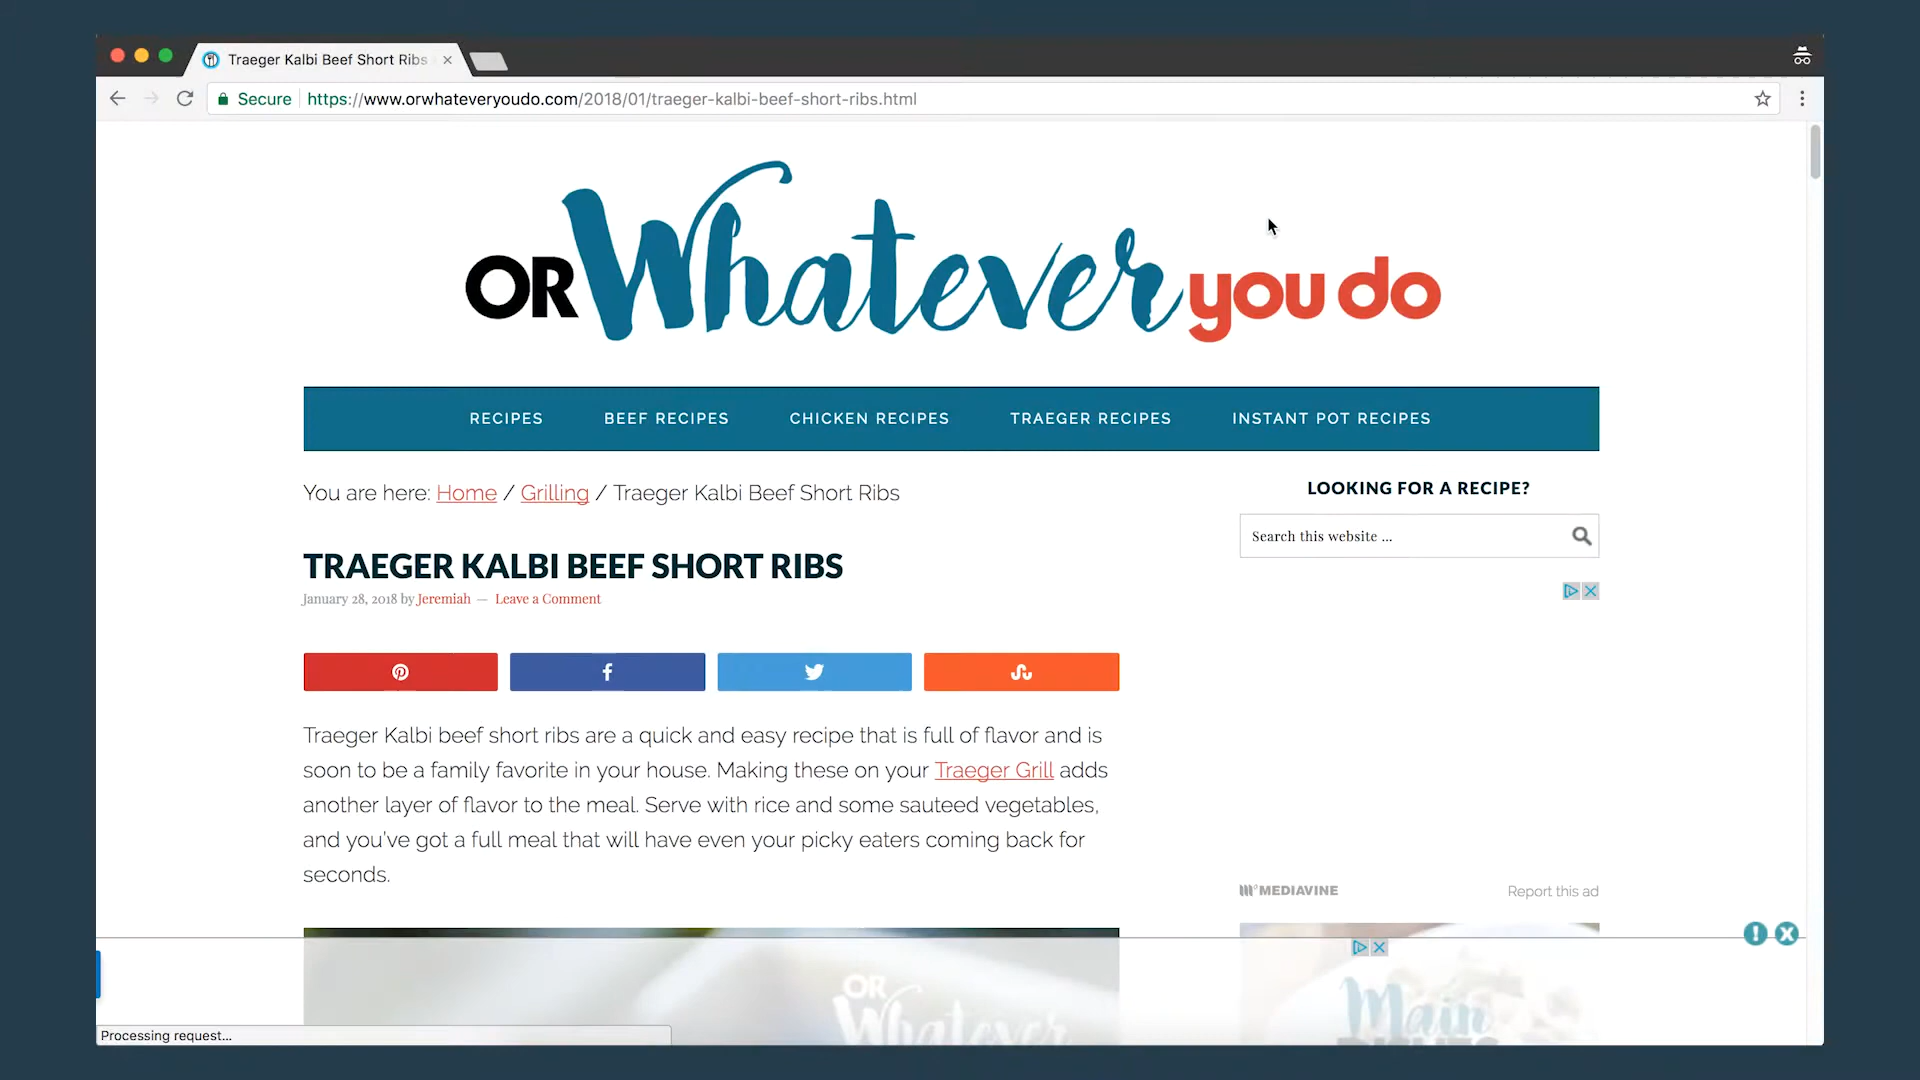 Traeger Kalbi Beef Short Ribs
Secure https://www.orwhateveryoudo.com/2018/01/traeger-kalbi-beef-short-ribs.html
OR Whatever you do
RECIPES BEEF RECIPES CHICKEN RECIPES TRAEGER RECIPES INSTANT POT RECIPES
You are here: Home / Grilling / Traeger Kalbi Beef Short Ribs
TRAEGER KALBI BEEF SHORT RIBS
January 28, 2018 by Jeremiah — Leave a Comment
Traeger Kalbi beef short ribs are a quick and easy recipe that is full of flavor and is
soon to be a family favorite in your house. Making these on your Traeger Grill adds
another layer of flavor to the meal. Serve with rice and some sauteed vegetables,
and you've got a full meal that will have even your picky eaters coming back for
seconds.
OR
Whatever
LOOKING FOR A RECIPE?
Search this website ...
MEDIAVINE Report this ad
Main
Processing request...